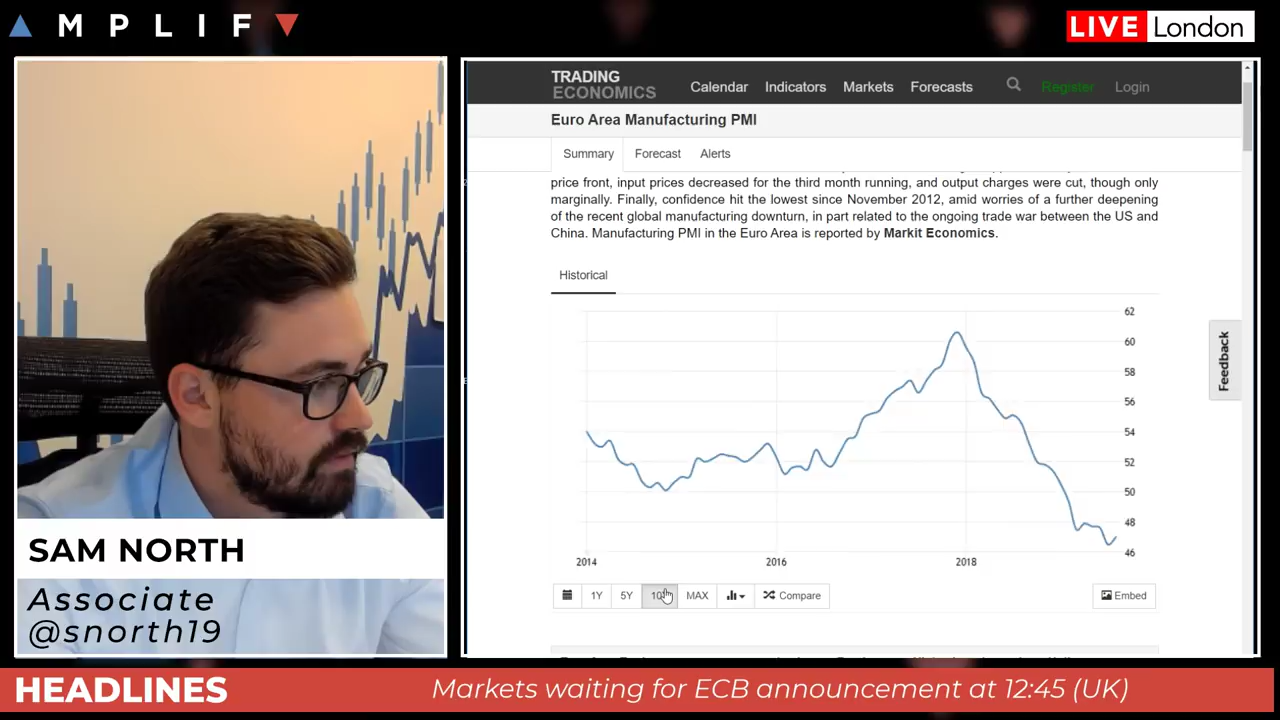 ▲ M P L I F ▼
LIVE London
TRADING
ECONOMICS
Calendar Indicators Markets Forecasts Register Login
Euro Area Manufacturing PMI
Summary Forecast Alerts
price front, input prices decreased for the third month running, and output charges were cut, though only
marginally. Finally, confidence hit the lowest since November 2012, amid worries of a further deepening
of the recent global manufacturing downturn, in part related to the ongoing trade war between the US and
China. Manufacturing PMI in the Euro Area is reported by Markit Economics.
Historical
62
60
58
56
54
52
50
48
46
2014 2016 2018
1Y 5Y MAX Compare Embed
Feedback
SAM NORTH
Associate
@snorth19
HEADLINES
Markets waiting for ECB announcement at 12:45 (UK)